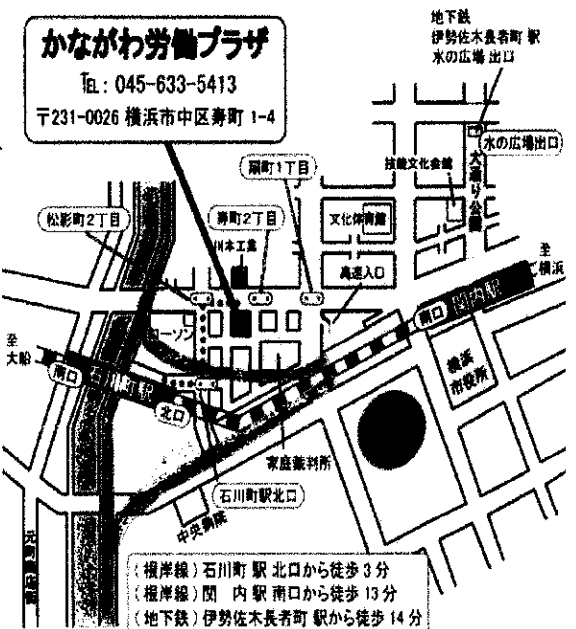 かながわ労働プラザ
TEL: 045-633-5413
〒231-0026 横浜市中区寿町 1-4
地下鉄
伊勢佐木長者町 駅
水の広場 出口
水の広場出口
大通り公園
技能文化会館
扇町1丁目
松影町2丁目
寿町2丁目
文化体育館
高速入口
至
横浜
関内駅
南口
ローソン
至
大船
南口
石川町駅
北口
横浜
市役所
家庭裁判所
石川町駅北口
中央病院
(根岸線)石川町 駅 北口から徒歩 3 分
(根岸線)関 内 駅 南口から徒歩 13 分
(地下鉄)伊勢佐木長者町 駅から徒歩 14 分